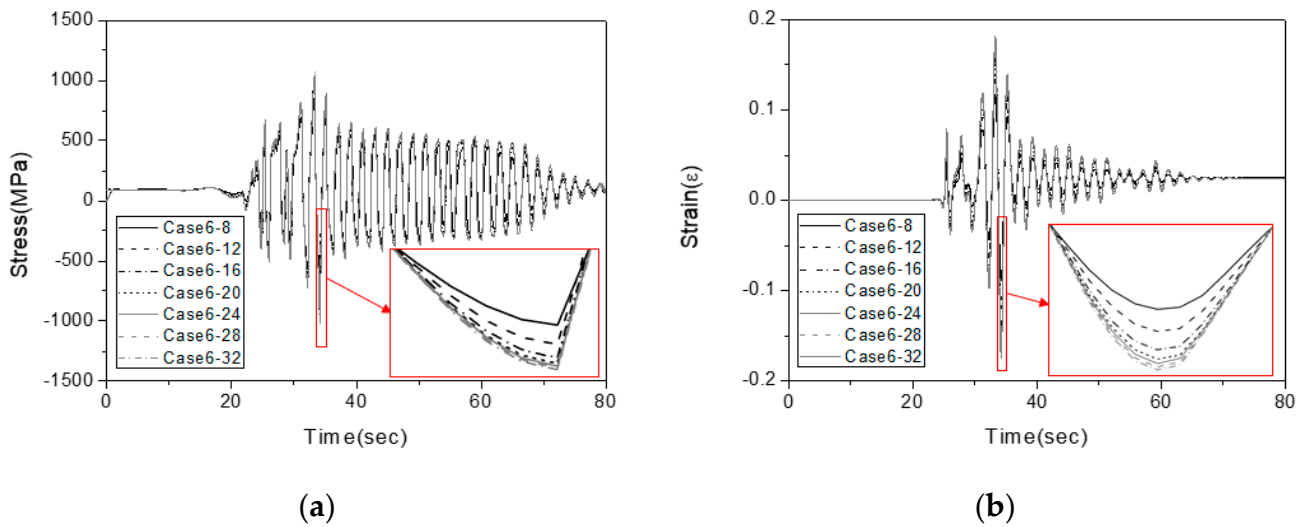 1500
1000
500
0
-500
-1000
-1500
Stress(MPa)
Case6-8
Case6-12
Case6-16
Case6-20
Case6-24
Case6-28
Case6-32
0
20
40
60
80
Time(sec)
(a)
0.2
0.1
0.0
-0.1
-0.2
Strain(ε)
Case6-8
Case6-12
Case6-16
Case6-20
Case6-24
Case6-28
Case6-32
0
20
40
60
80
Time(sec)
(b)